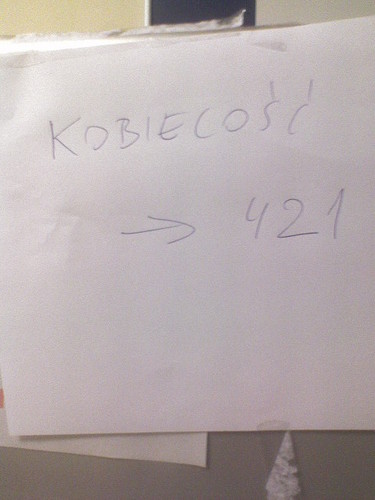 KOBIECOŚĆ
→ 421